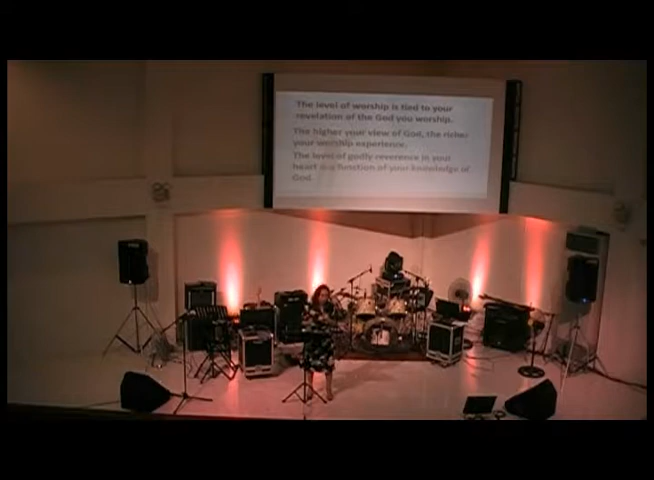 The level of worship is tied to your
revelation of the God you worship.
The higher your view of God, the richer
your worship experience.
The level of godly reverence in your
heart is a function of your knowledge of
God.